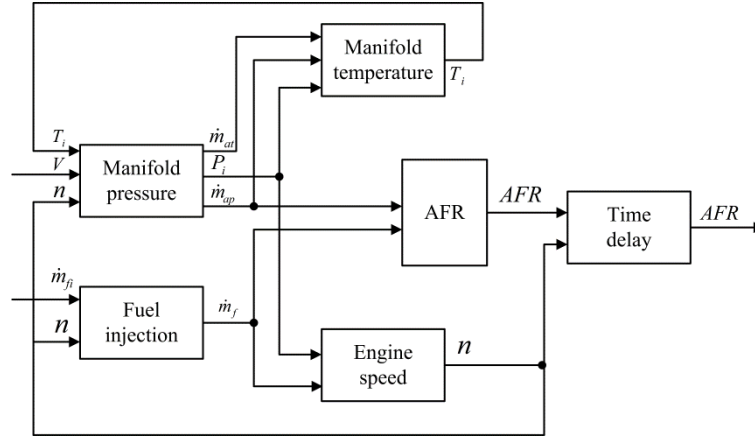 Manifold
temperature
T_i
ṁ_at
T_i
V
n
Manifold
pressure
P_i
ṁ_ap
AFR
AFR
Time
delay
AFR
ṁ_fi
n
Fuel
injection
ṁ_f
Engine
speed
n